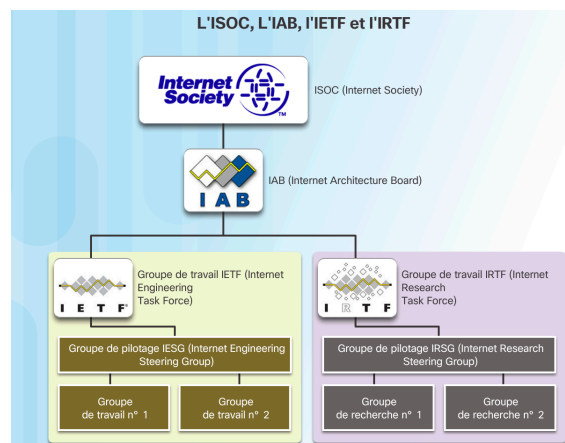 L'ISOC, L'IAB, l'IETF et l'IRTF
Internet
Society
TM
ISOC (Internet Society)
IAB
IAB (Internet Architecture Board)
IETF
Groupe de travail IETF (Internet
Engineering
Task Force)
IRTF
Groupe de travail IRTF (Internet
Research
Task Force)
Groupe de pilotage IESG (Internet Engineering
Steering Group)
Groupe de pilotage IRSG (Internet Research
Steering Group)
Groupe
de travail n° 1
Groupe
de travail n° 2
Groupe
de recherche n° 1
Groupe
de recherche n° 2